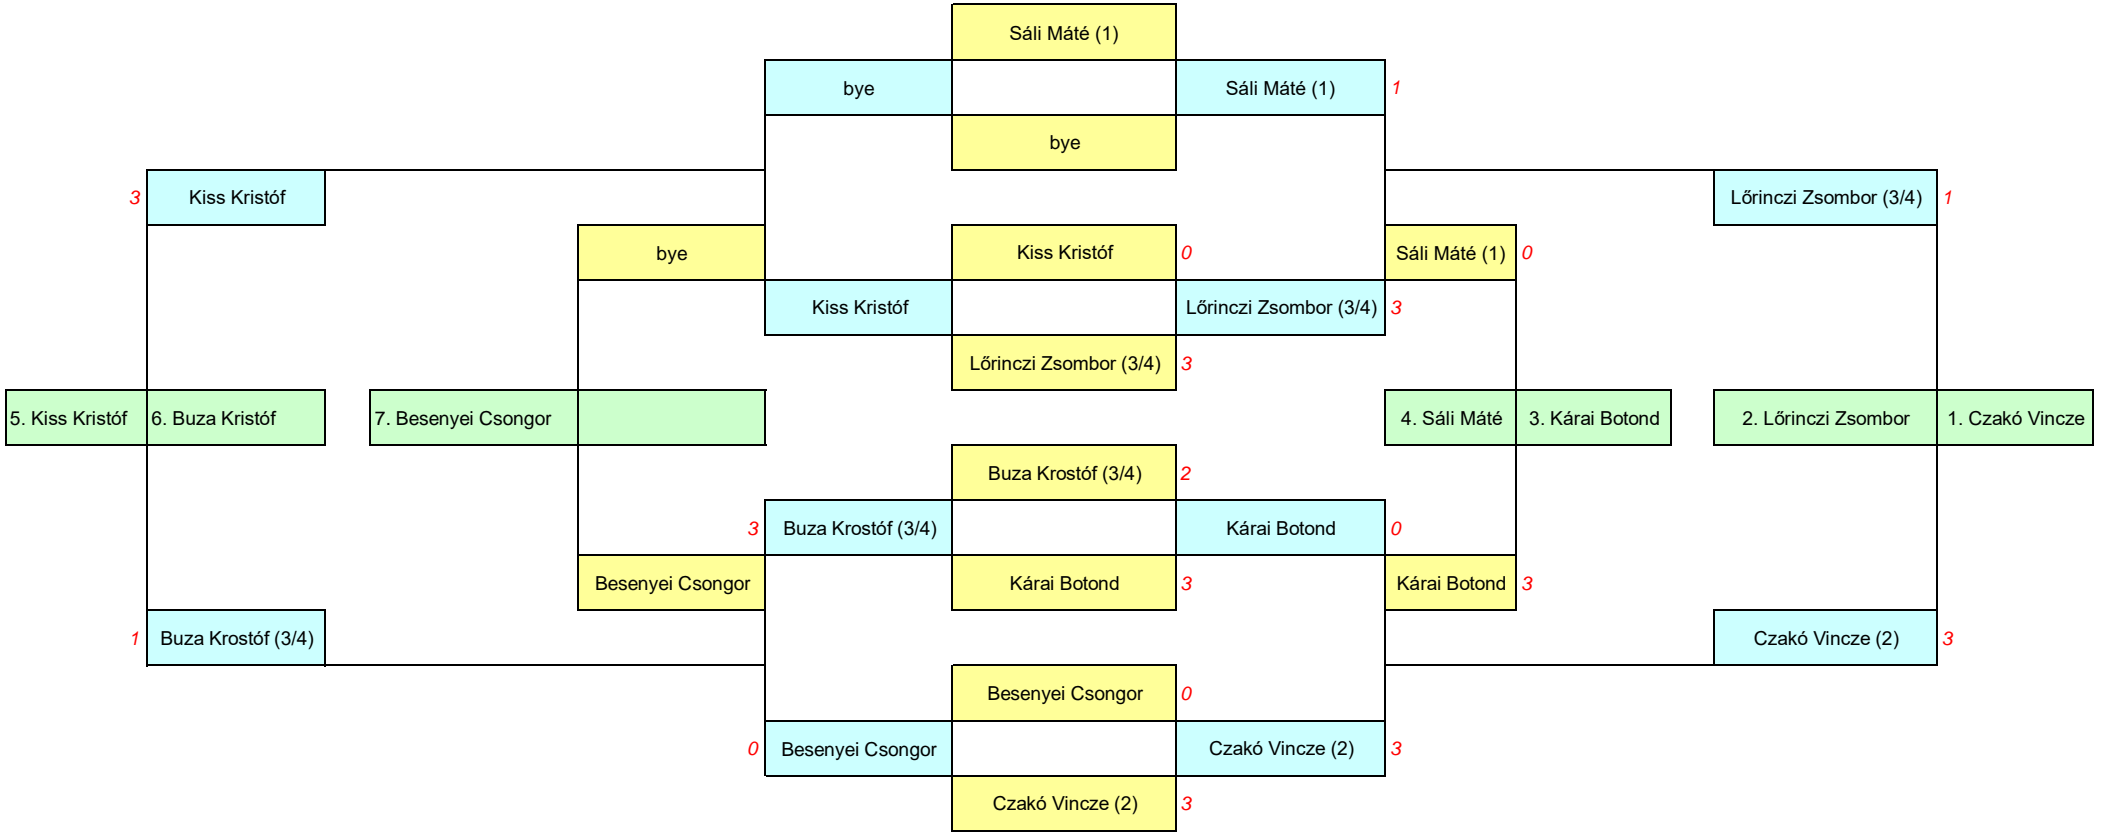 Sáli Máté (1)
bye
Sáli Máté (1)
1
bye
3
Kiss Kristóf
Lőrinczi Zsombor (3/4)
1
bye
Kiss Kristóf
0
Sáli Máté (1)
0
Kiss Kristóf
Lőrinczi Zsombor (3/4)
3
Lőrinczi Zsombor (3/4)
3
5. Kiss Kristóf
6. Buza Kristóf
7. Besenyei Csongor
4. Sáli Máté
3. Kárai Botond
2. Lőrinczi Zsombor
1. Czakó Vincze
Buza Krostóf (3/4)
2
3
Buza Krostóf (3/4)
Kárai Botond
0
Besenyei Csongor
Kárai Botond
3
Kárai Botond
3
1
Buza Krostóf (3/4)
Czakó Vincze (2)
3
Besenyei Csongor
0
0
Besenyei Csongor
Czakó Vincze (2)
3
Czakó Vincze (2)
3